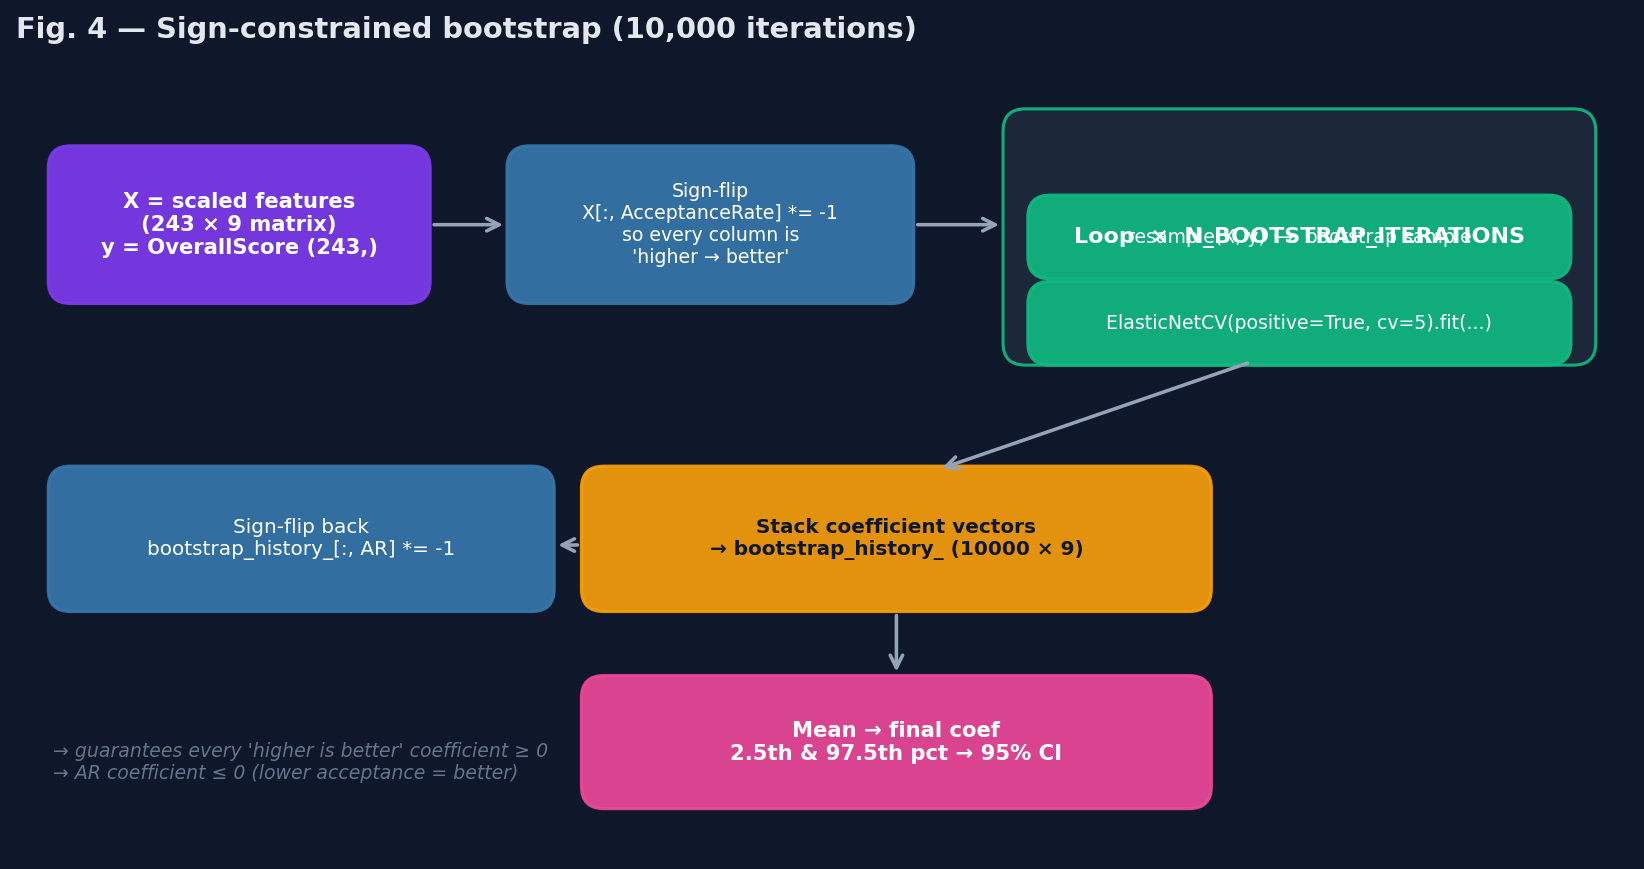 Fig. 4 — Sign-constrained bootstrap (10,000 iterations)
X = scaled features
(243 × 9 matrix)
y = OverallScore (243,)
Sign-flip
X[:, AcceptanceRate] *= -1
so every column is
'higher → better'
Loop × N_BOOTSTRAP_ITERATIONS
resample(X, y) → bootstrap sample
ElasticNetCV(positive=True, cv=5).fit(...)
Sign-flip back
bootstrap_history_[:, AR] *= -1
Stack coefficient vectors
→ bootstrap_history_ (10000 × 9)
Mean → final coef
2.5th & 97.5th pct → 95% CI
→ guarantees every 'higher is better' coefficient ≥ 0
→ AR coefficient ≤ 0 (lower acceptance = better)